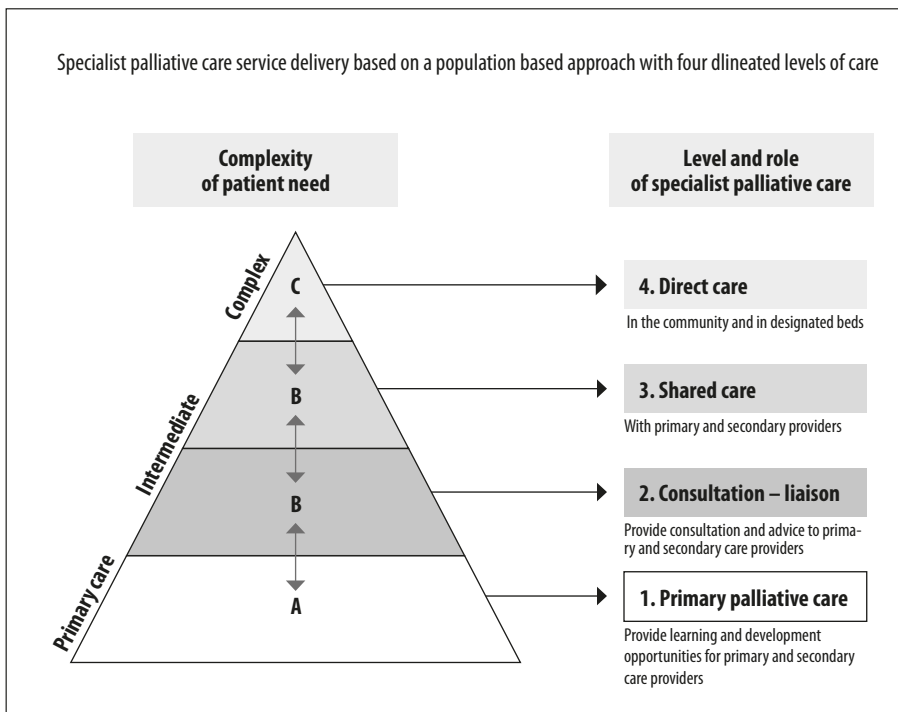 Specialist palliative care service delivery based on a population based approach with four dlineated levels of care
Complexity
of patient need
Level and role
of specialist palliative care
Complex
C
4. Direct care
In the community and in designated beds
Intermediate
B
3. Shared care
With primary and secondary providers
B
2. Consultation – liaison
Provide consultation and advice to prima-
ry and secondary care providers
Primary care
A
1. Primary palliative care
Provide learning and development
opportunities for primary and secondary
care providers